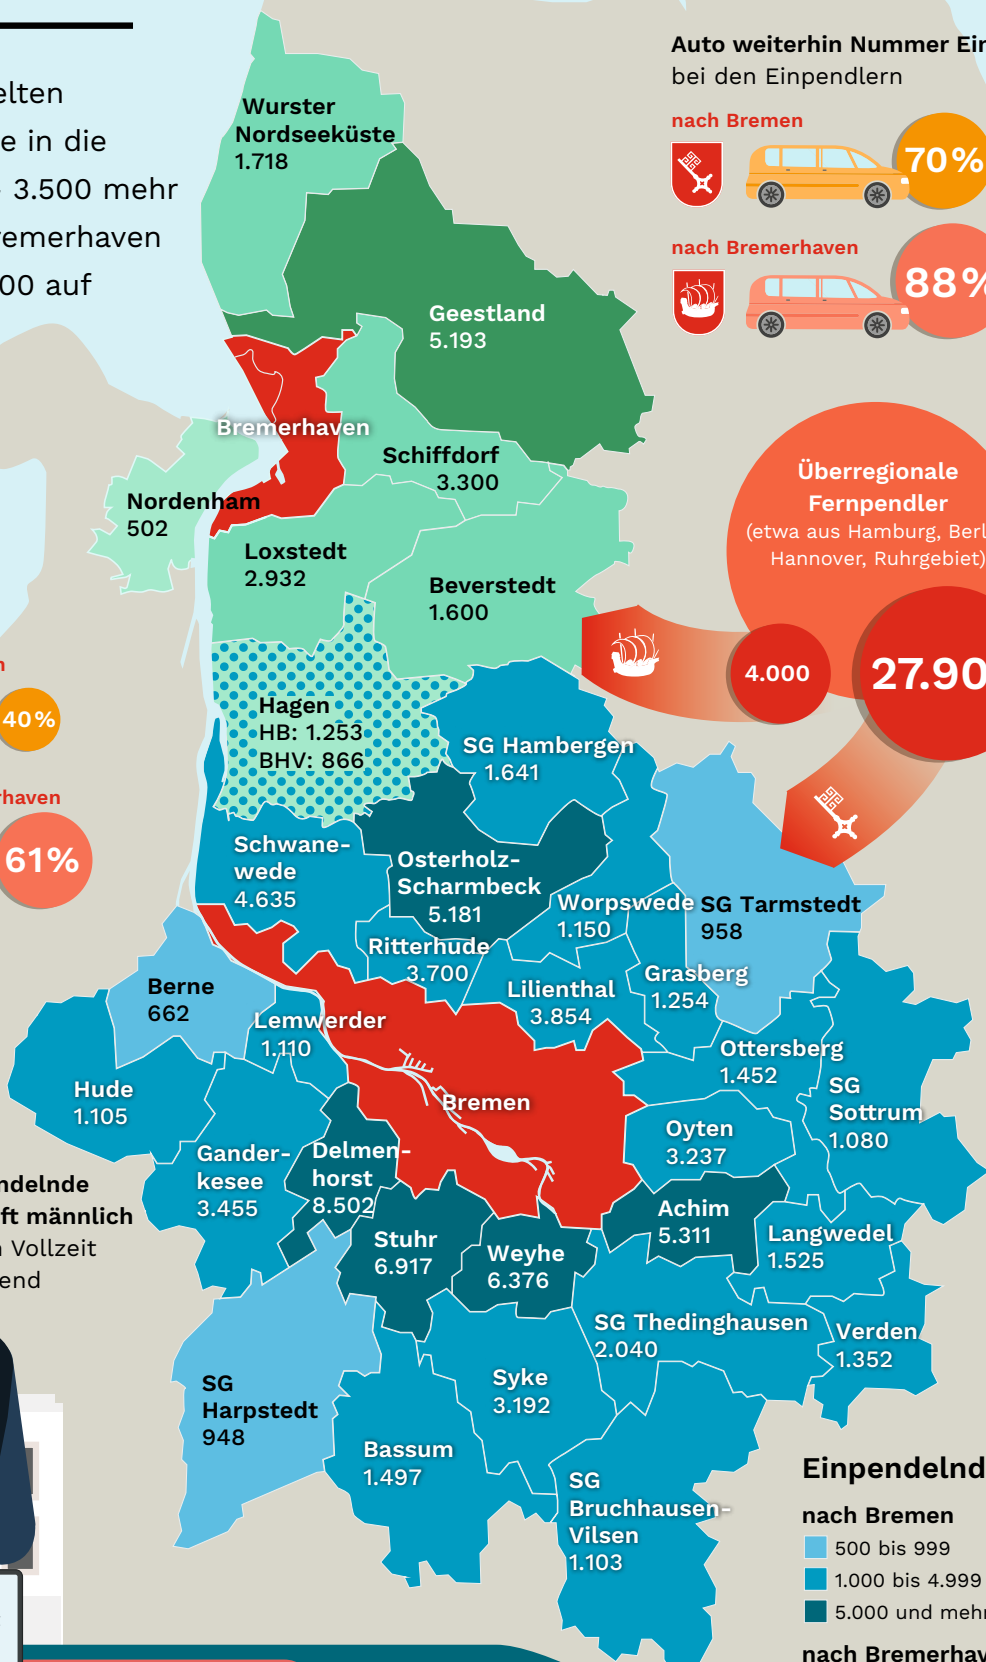 elten
e in die
3.500 mehr
remerhaven
00 auf
Auto weiterhin Nummer Ein
bei den Einpendlern
nach Bremen
70%
nach Bremerhaven
88%
Wurster
Nordseeküste
1.718
Geestland
5.193
Bremerhaven
Schiffdorf
3.300
Nordenham
502
Loxstedt
2.932
Beverstedt
1.600
Überregionale
Fernpendler
(etwa aus Hamburg, Berl
Hannover, Ruhrgebiet)
4.000
27.90
n
40%
rhaven
61%
Hagen
HB: 1.253
BHV: 866
SG Hambergen
1.641
Schwane-
wede
4.635
Osterholz-
Scharmbeck
5.181
Worpswede
1.150
SG Tarmstedt
958
Ritterhude
3.700
Lilienthal
3.854
Grasberg
1.254
Berne
662
Lemwerder
1.110
Ottersberg
1.452
Hude
1.105
SG
Sottrum
1.080
Bremen
Oyten
3.237
Gander-
kesee
3.455
Delmen-
horst
8.502
Achim
5.311
Langwedel
1.525
Stuhr
6.917
Weyhe
6.376
ndelnde
ft männlich
n Vollzeit
end
SG Thedinghausen
2.040
Verden
1.352
SG
Harpstedt
948
Syke
3.192
Bassum
1.497
SG
Bruchhausen-
Vilsen
1.103
Einpendelnd
nach Bremen
500 bis 999
1.000 bis 4.999
5.000 und mehr
nach Bremerhav